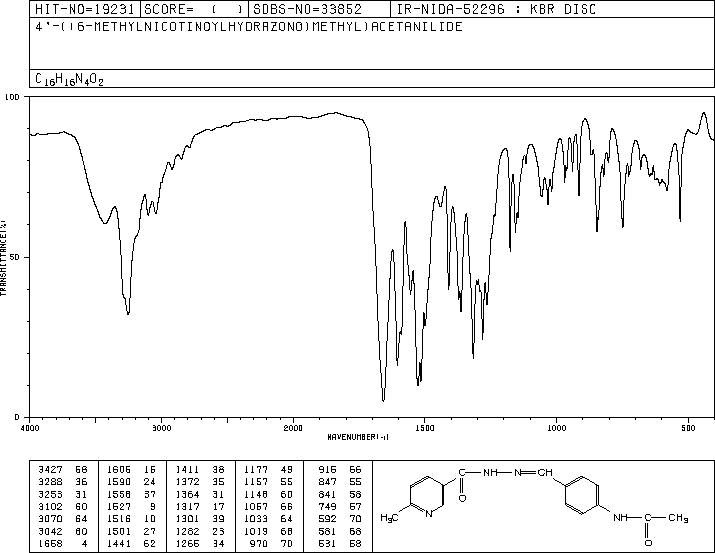 HIT-NO=19231 SCORE= ( ) SDBS-NO=33852 IR-NIDA-52296 : KBR DISC
4'-((6-METHYLNICOTINOYLHYDRAZONO)METHYL)ACETANILIDE
C16H16N4O2
100
50
0
TRANSMITTANCE(%)
4000 3000 2000 1500 1000 500
WAVENUMBER(-1)
3427 58 1606 16 1411 38 1177 49 916 56
3288 36 1590 24 1372 35 1157 55 847 55
3253 31 1558 37 1364 31 1148 60 841 58
3102 60 1527 9 1317 17 1057 66 749 57
3070 64 1516 10 1301 39 1033 64 592 70
3042 60 1501 27 1282 23 1019 68 581 68
1658 4 1441 62 1266 34 970 70 531 58
C NH N CH
O
H3C N NH C CH3
O